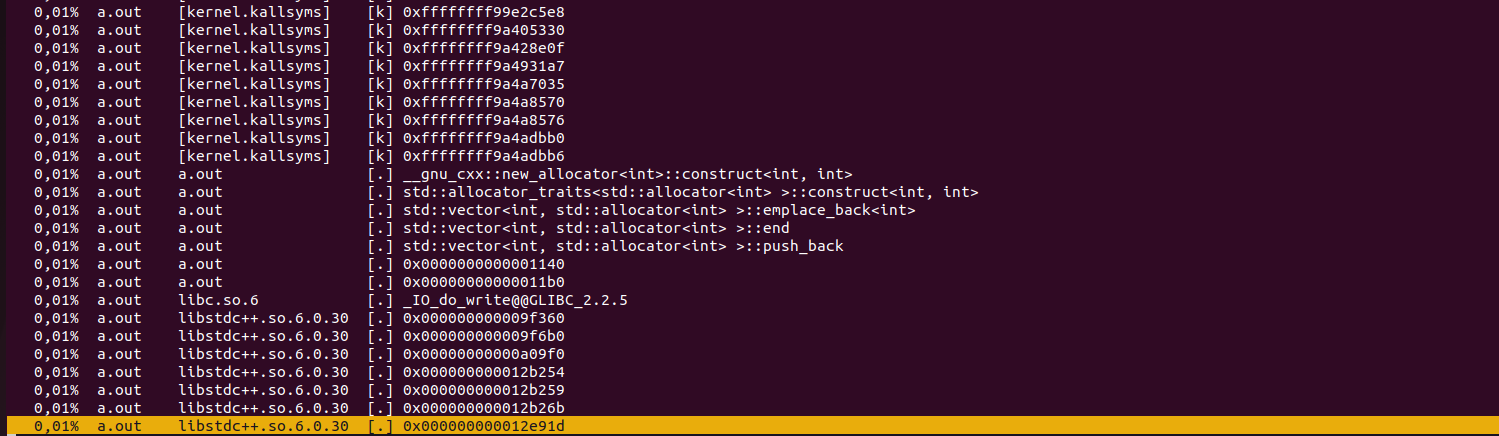 0,01% a.out [kernel.kallsyms] [k] 0xffffffff99e2c5e8
0,01% a.out [kernel.kallsyms] [k] 0xffffffff9a405330
0,01% a.out [kernel.kallsyms] [k] 0xffffffff9a428e0f
0,01% a.out [kernel.kallsyms] [k] 0xffffffff9a4931a7
0,01% a.out [kernel.kallsyms] [k] 0xffffffff9a4a7035
0,01% a.out [kernel.kallsyms] [k] 0xffffffff9a4a8570
0,01% a.out [kernel.kallsyms] [k] 0xffffffff9a4a8576
0,01% a.out [kernel.kallsyms] [k] 0xffffffff9a4adbb0
0,01% a.out [kernel.kallsyms] [k] 0xffffffff9a4adbb6
0,01% a.out a.out [.] __gnu_cxx::new_allocator<int>::construct<int, int>
0,01% a.out a.out [.] std::allocator_traits<std::allocator<int> >::construct<int, int>
0,01% a.out a.out [.] std::vector<int, std::allocator<int> >::emplace_back<int>
0,01% a.out a.out [.] std::vector<int, std::allocator<int> >::end
0,01% a.out a.out [.] std::vector<int, std::allocator<int> >::push_back
0,01% a.out a.out [.] 0x0000000000001140
0,01% a.out a.out [.] 0x00000000000011b0
0,01% a.out libc.so.6 [.] _IO_do_write@@GLIBC_2.2.5
0,01% a.out libstdc++.so.6.0.30 [.] 0x000000000009f360
0,01% a.out libstdc++.so.6.0.30 [.] 0x000000000009f6b0
0,01% a.out libstdc++.so.6.0.30 [.] 0x00000000000a09f0
0,01% a.out libstdc++.so.6.0.30 [.] 0x000000000012b254
0,01% a.out libstdc++.so.6.0.30 [.] 0x000000000012b259
0,01% a.out libstdc++.so.6.0.30 [.] 0x000000000012b26b
0,01% a.out libstdc++.so.6.0.30 [.] 0x000000000012e91d